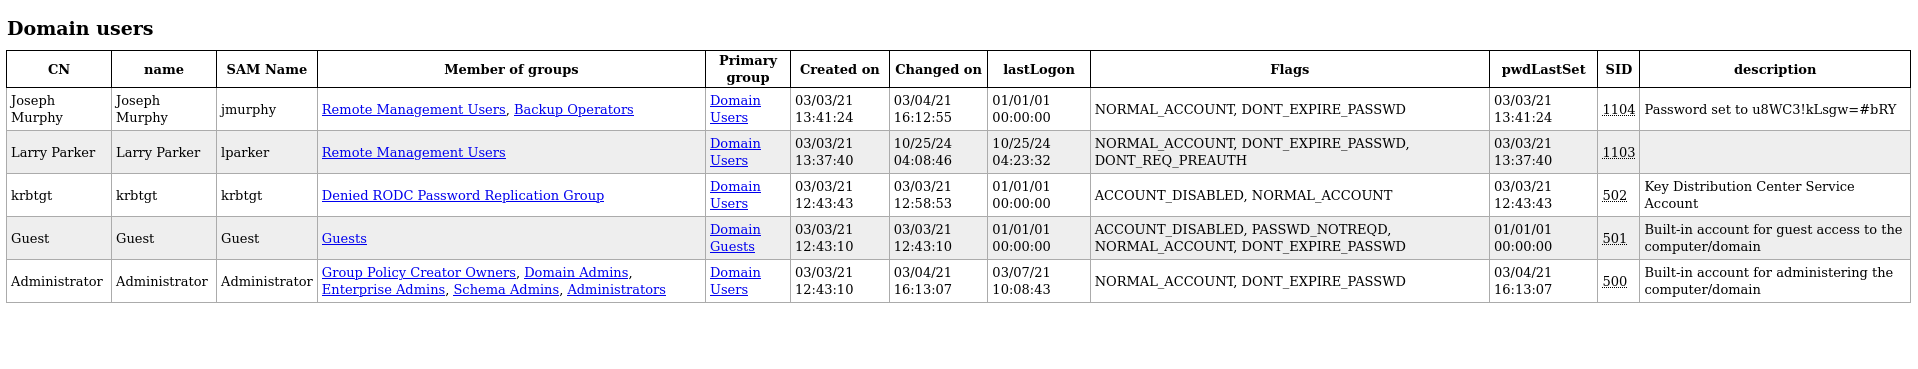 Domain users
CN name SAM Name Member of groups Primary group Created on Changed on lastLogon Flags pwdLastSet SID description
Joseph Murphy Joseph Murphy jmurphy Remote Management Users, Backup Operators Domain Users 03/03/21 13:41:24 03/04/21 16:12:55 01/01/01 00:00:00 NORMAL_ACCOUNT, DONT_EXPIRE_PASSWD 03/03/21 13:41:24 1104 Password set to u8WC3!kLsgw=#bRY
Larry Parker Larry Parker lparker Remote Management Users Domain Users 03/03/21 13:37:40 10/25/24 04:08:46 10/25/24 04:23:32 NORMAL_ACCOUNT, DONT_EXPIRE_PASSWD, DONT_REQ_PREAUTH 03/03/21 13:37:40 1103
krbtgt krbtgt krbtgt Denied RODC Password Replication Group Domain Users 03/03/21 12:43:43 03/03/21 12:58:53 01/01/01 00:00:00 ACCOUNT_DISABLED, NORMAL_ACCOUNT 03/03/21 12:43:43 502 Key Distribution Center Service Account
Guest Guest Guest Guests Domain Guests 03/03/21 12:43:10 03/03/21 12:43:10 01/01/01 00:00:00 ACCOUNT_DISABLED, PASSWD_NOTREQD, NORMAL_ACCOUNT, DONT_EXPIRE_PASSWD 01/01/01 00:00:00 501 Built-in account for guest access to the computer/domain
Administrator Administrator Administrator Group Policy Creator Owners, Domain Admins, Enterprise Admins, Schema Admins, Administrators Domain Users 03/03/21 12:43:10 03/04/21 16:13:07 03/07/21 10:08:43 NORMAL_ACCOUNT, DONT_EXPIRE_PASSWD 03/04/21 16:13:07 500 Built-in account for administering the computer/domain